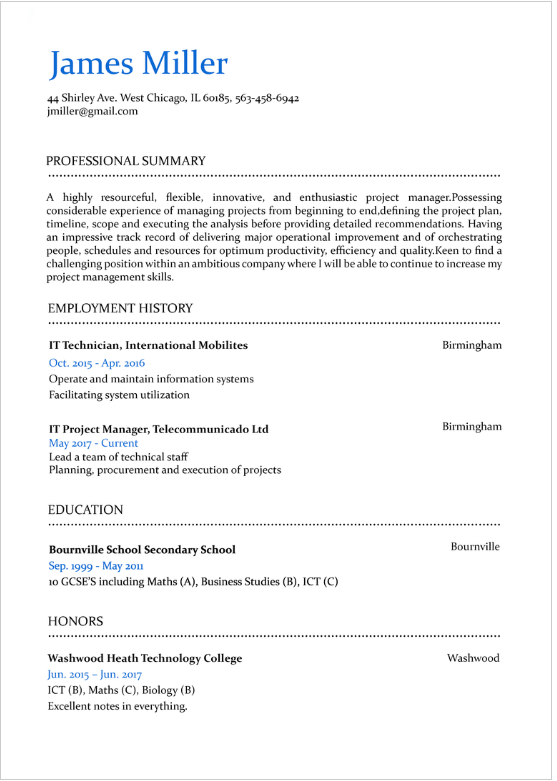 James Miller
44 Shirley Ave. West Chicago, IL 60185, 563-458-6942
jmiller@gmail.com
PROFESSIONAL SUMMARY
A highly resourceful, flexible, innovative, and enthusiastic project manager.Possessing
considerable experience of managing projects from beginning to end,defining the project plan,
timeline, scope and executing the analysis before providing detailed recommendations. Having
an impressive track record of delivering major operational improvement and of orchestrating
people, schedules and resources for optimum productivity, efficiency and quality.Keen to find a
challenging position within an ambitious company where I will be able to continue to increase my
project management skills.
EMPLOYMENT HISTORY
IT Technician, International Mobilites Birmingham
Oct. 2015 - Apr. 2016
Operate and maintain information systems
Facilitating system utilization
IT Project Manager, Telecommunicado Ltd Birmingham
May 2017 - Current
Lead a team of technical staff
Planning, procurement and execution of projects
EDUCATION
Bournville School Secondary School Bournville
Sep. 1999 - May 2011
10 GCSE'S including Maths (A), Business Studies (B), ICT (C)
HONORS
Washwood Heath Technology College Washwood
Jun. 2015 – Jun. 2017
ICT (B), Maths (C), Biology (B)
Excellent notes in everything.